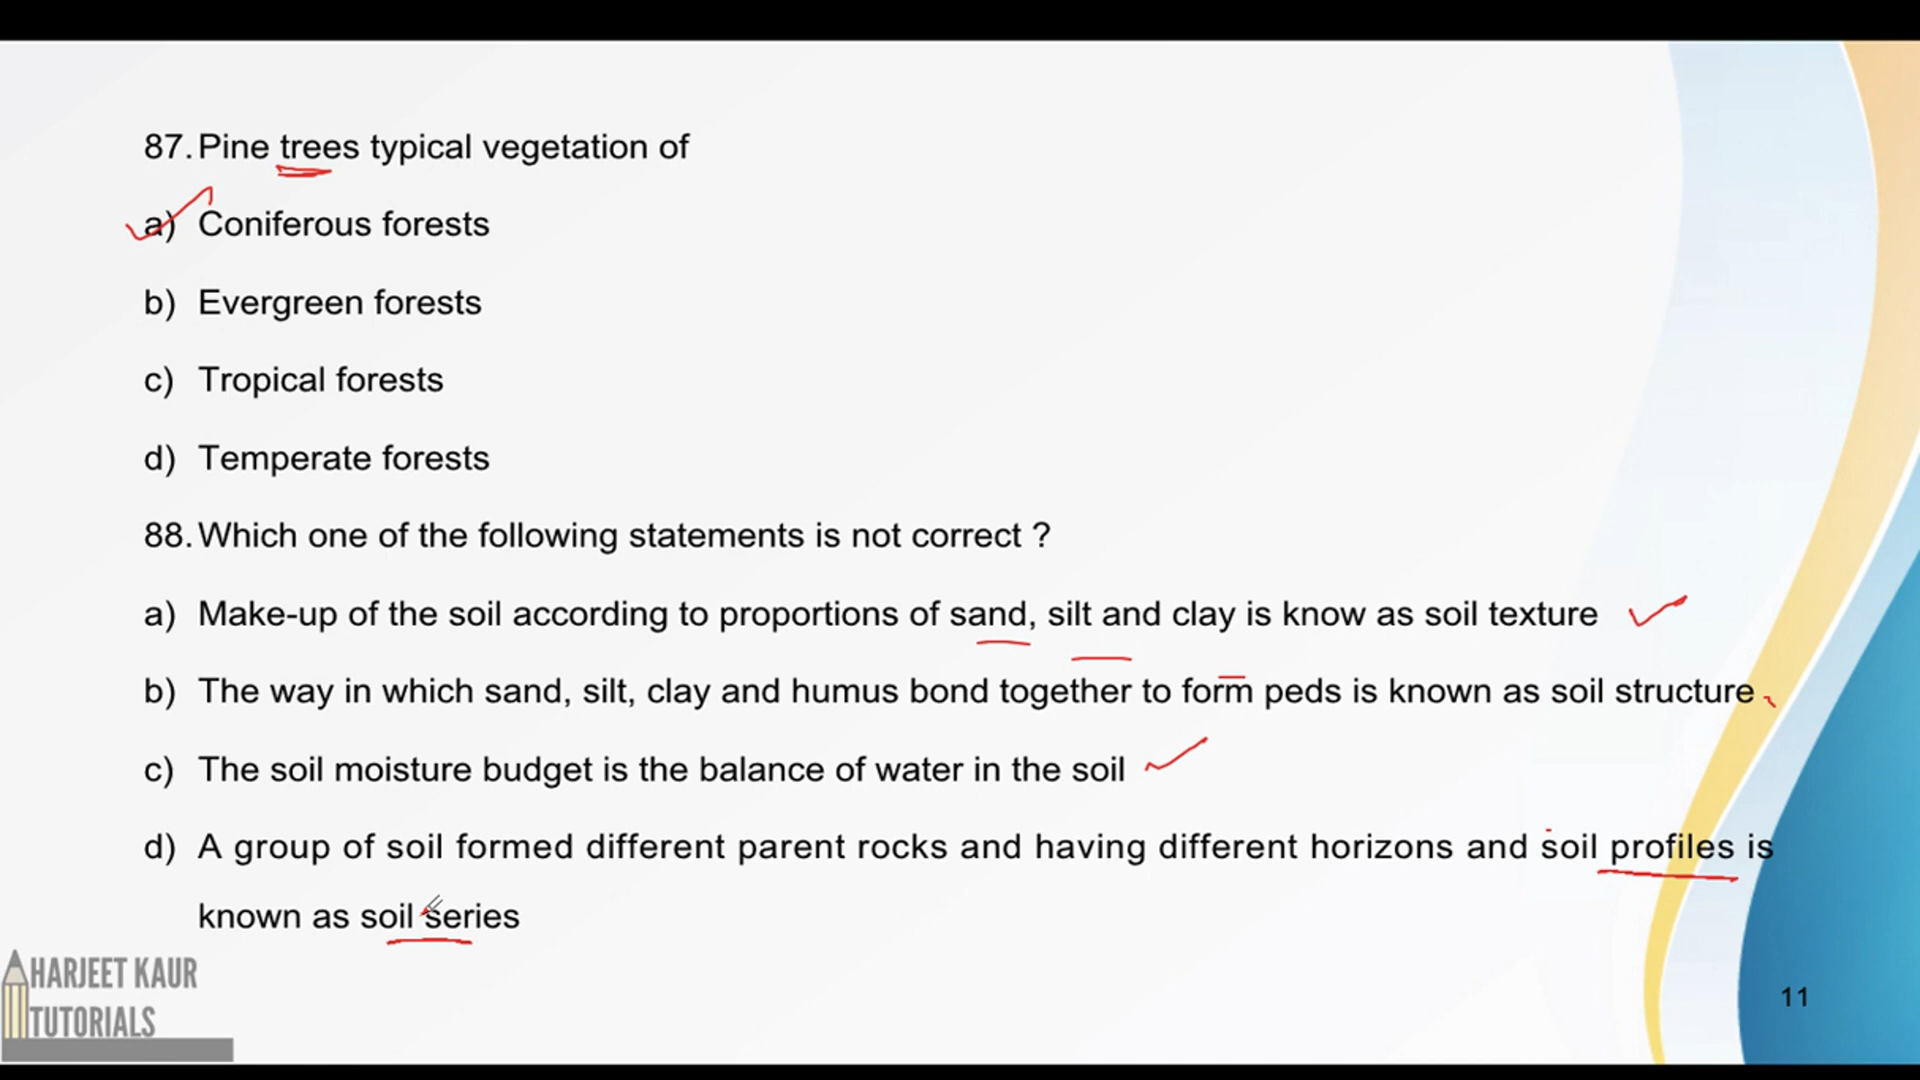 87. Pine trees typical vegetation of
a) Coniferous forests
b) Evergreen forests
c) Tropical forests
d) Temperate forests
88. Which one of the following statements is not correct ?
a) Make-up of the soil according to proportions of sand, silt and clay is know as soil texture
b) The way in which sand, silt, clay and humus bond together to form peds is known as soil structure
c) The soil moisture budget is the balance of water in the soil
d) A group of soil formed different parent rocks and having different horizons and soil profiles is
known as soil series
HARJEET KAUR
TUTORIALS
11